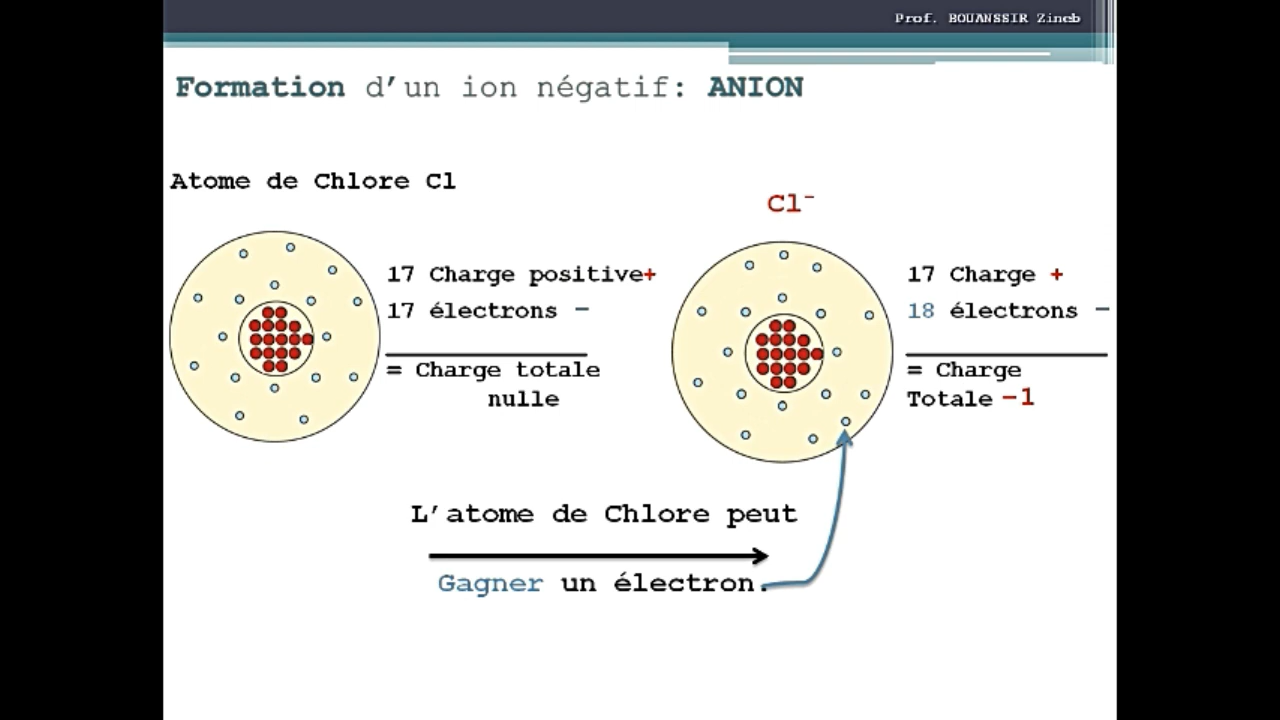 Prof. BOUANSSIR Zineb
Formation d'un ion négatif: ANION
Atome de Chlore Cl
17 Charge positive+
17 électrons −
= Charge totale
nulle
Cl⁻
17 Charge +
18 électrons −
= Charge
Totale −1
L'atome de Chlore peut
Gagner un électron.